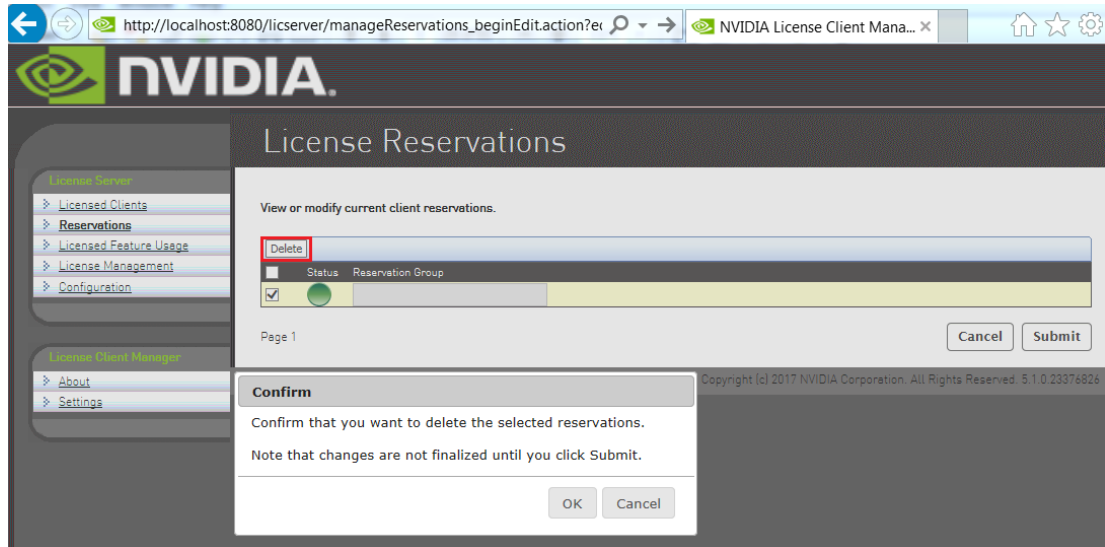 http://localhost:8080/licserver/manageReservations_beginEdit.action?e
NVIDIA License Client Mana...
NVIDIA.
License Reservations
License Server
Licensed Clients
Reservations
Licensed Feature Usage
License Management
Configuration
View or modify current client reservations.
Delete
Status Reservation Group
Page 1
Cancel Submit
License Client Manager
About
Settings
Copyright (c) 2017 NVIDIA Corporation. All Rights Reserved. 5.1.0.23376826
Confirm
Confirm that you want to delete the selected reservations.
Note that changes are not finalized until you click Submit.
OK Cancel